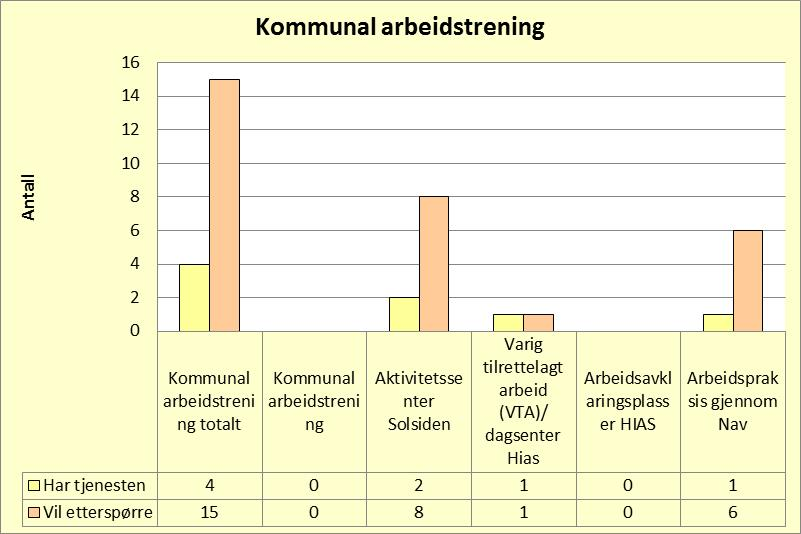 Kommunal arbeidstrening
Antall
16
14
12
10
8
6
4
2
0
Kommunal
arbeidstreni
ng totalt
Kommunal
arbeidstreni
ng
Aktivitetsse
nter
Solsiden
Varig
tilrettelagt
arbeid
(VTA)/
dagsenter
Hias
Arbeidsavkl
aringsplass
er HIAS
Arbeidsprak
sis gjennom
Nav
Har tjenesten 4 0 2 1 0 1
Vil etterspørre 15 0 8 1 0 6